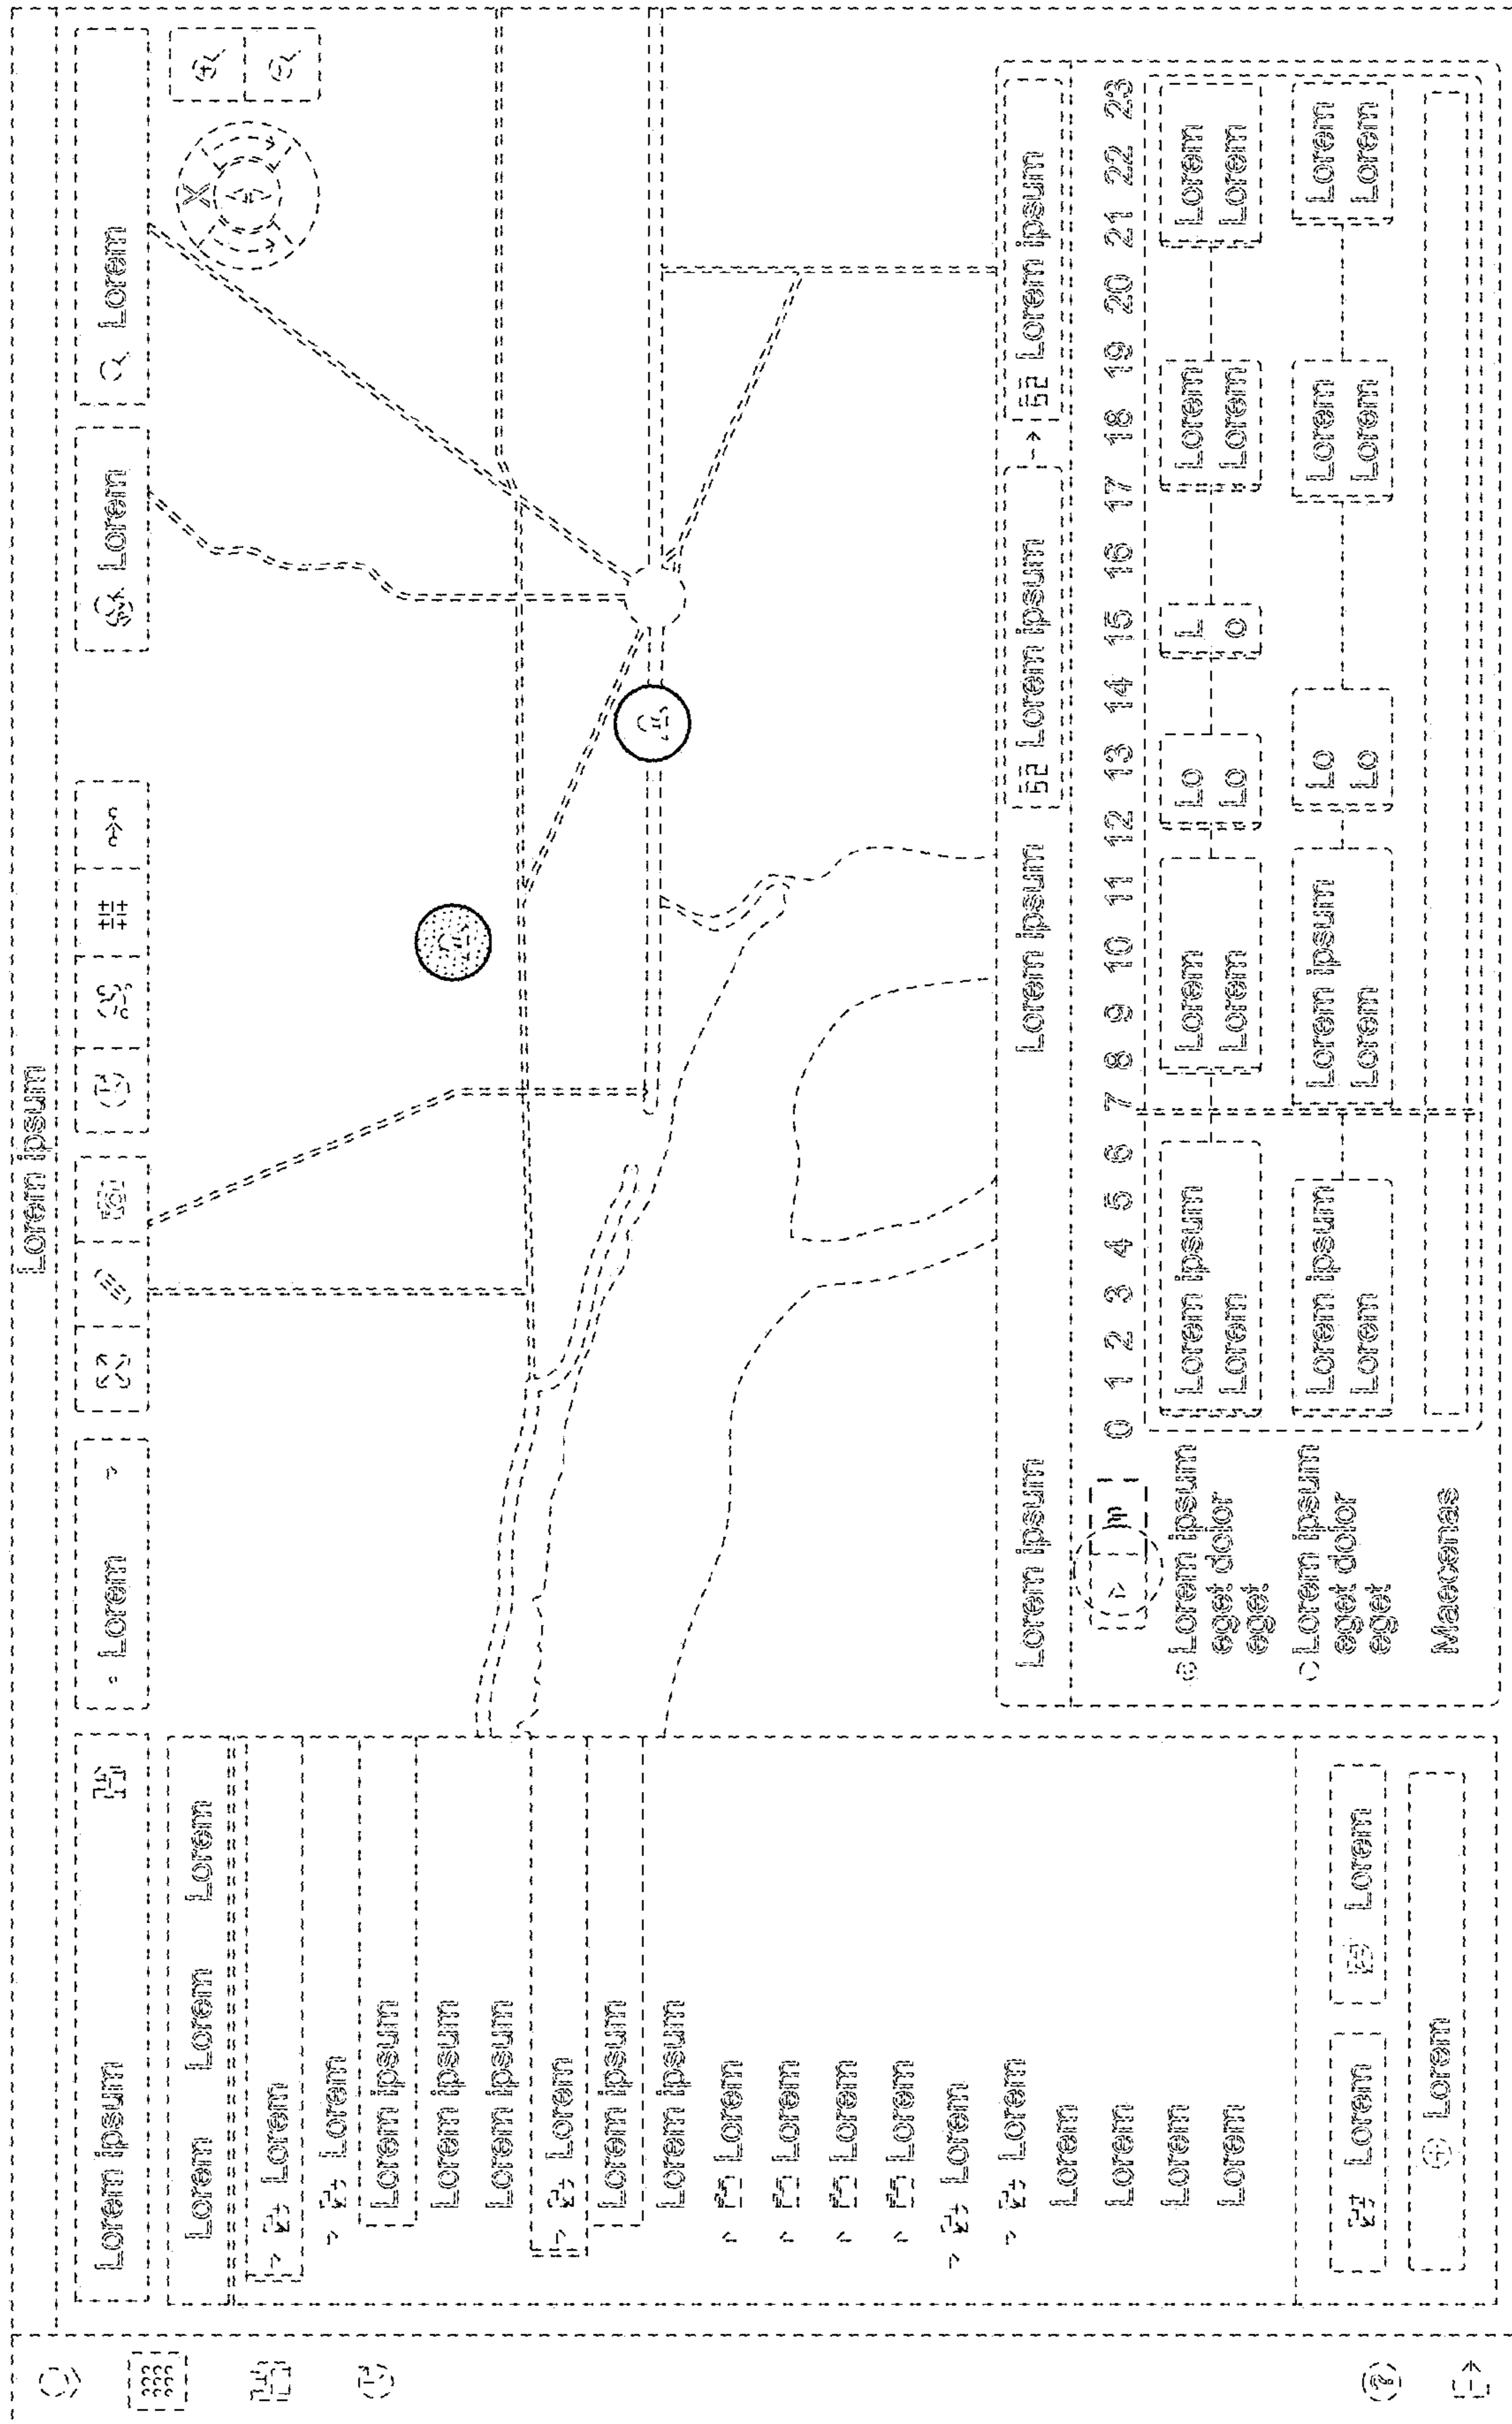 Lorem ipsum
Lorem ipsum
Lorem
Lorem
Lorem
X
Lorem Lorem Lorem
Lorem
Lorem
Lorem ipsum
Lorem ipsum
Lorem ipsum
Lorem
Lorem ipsum
Lorem ipsum
Lorem
Lorem
Lorem
Lorem
Lorem
Lorem
Lorem
Lorem
Lorem
Lorem
Lorem Lorem
Lorem
Lorem ipsum Lorem ipsum Lorem ipsum Lorem ipsum
0 1 2 3 4 5 6 7 8 9 10 11 12 13 14 15 16 17 18 19 20 21 22 23
Lorem ipsum
eget dolor
eget
Lorem ipsum Lorem Lo L Lorem Lorem
Lorem Lorem Lo o Lorem Lorem
Lorem ipsum
eget dolor
eget
Lorem ipsum Lorem ipsum Lo Lorem Lorem
Lorem Lorem Lo Lorem Lorem
Maecenas